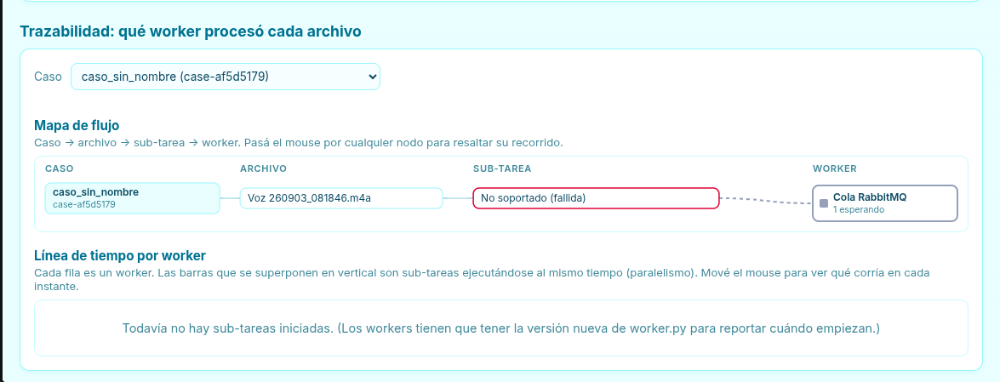 Trazabilidad: qué worker procesó cada archivo
Caso
caso_sin_nombre (case-af5d5179)
Mapa de flujo
Caso → archivo → sub-tarea → worker. Pasá el mouse por cualquier nodo para resaltar su recorrido.
CASO
ARCHIVO
SUB-TAREA
WORKER
caso_sin_nombre
case-af5d5179
Voz 260903_081846.m4a
No soportado (fallida)
Cola RabbitMQ
1 esperando
Línea de tiempo por worker
Cada fila es un worker. Las barras que se superponen en vertical son sub-tareas ejecutándose al mismo tiempo (paralelismo). Mové el mouse para ver qué corría en cada
instante.
Todavía no hay sub-tareas iniciadas. (Los workers tienen que tener la versión nueva de worker.py para reportar cuándo empiezan.)